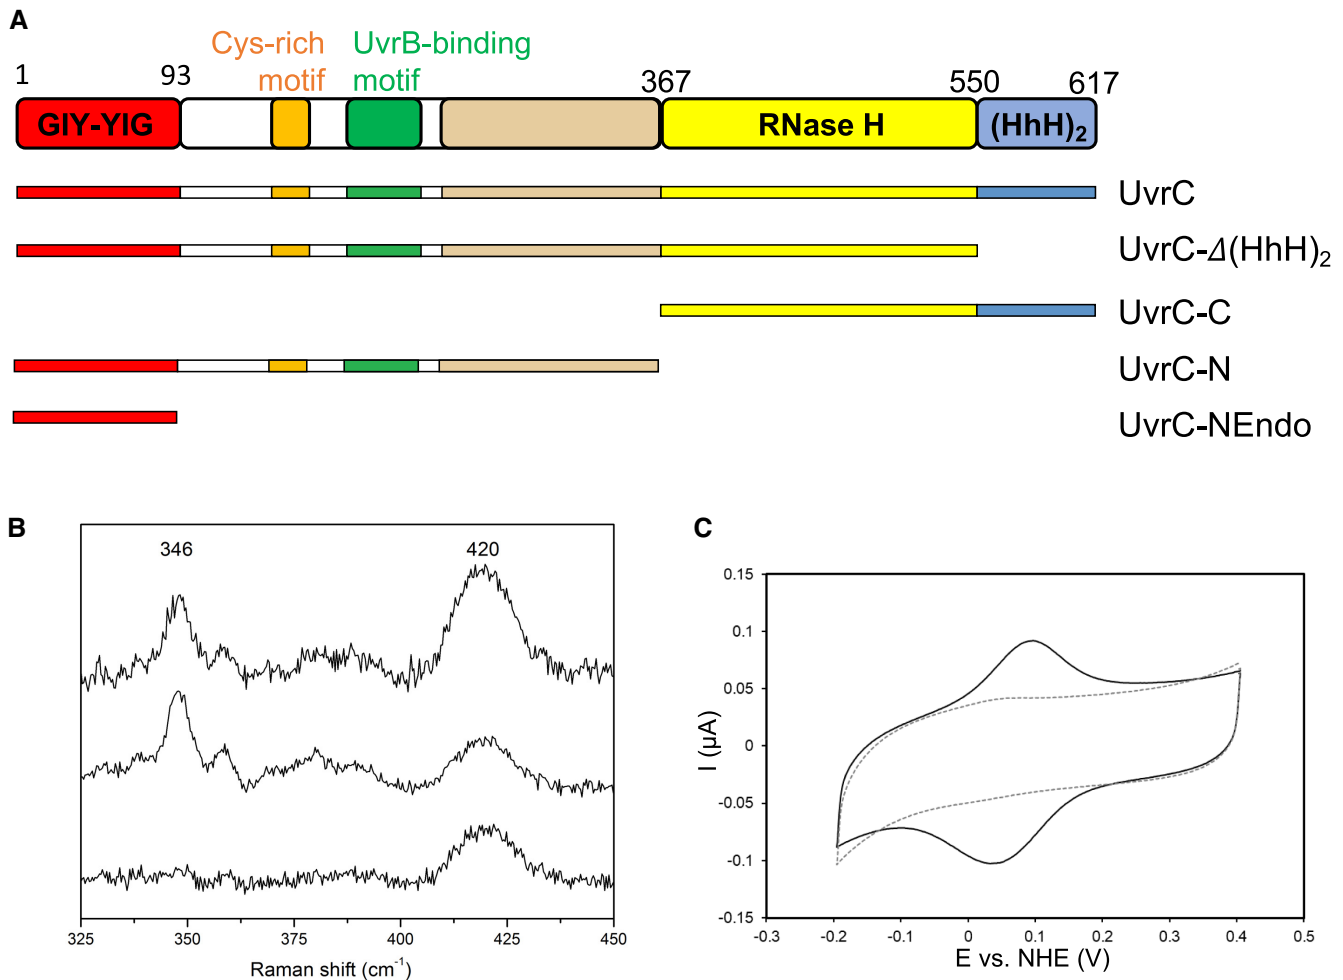 A
Cys-rich motif
UvrB-binding motif
1 93 367 550 617
GIY-YIG RNase H (HhH)₂
UvrC
UvrC-Δ(HhH)₂
UvrC-C
UvrC-N
UvrC-NEndo
B
346 420
325 350 375 400 425 450
Raman shift (cm⁻¹)
C
0.15
0.1
0.05
0
-0.05
-0.1
-0.15
I (µA)
-0.3 -0.2 -0.1 0 0.1 0.2 0.3 0.4 0.5
E vs. NHE (V)